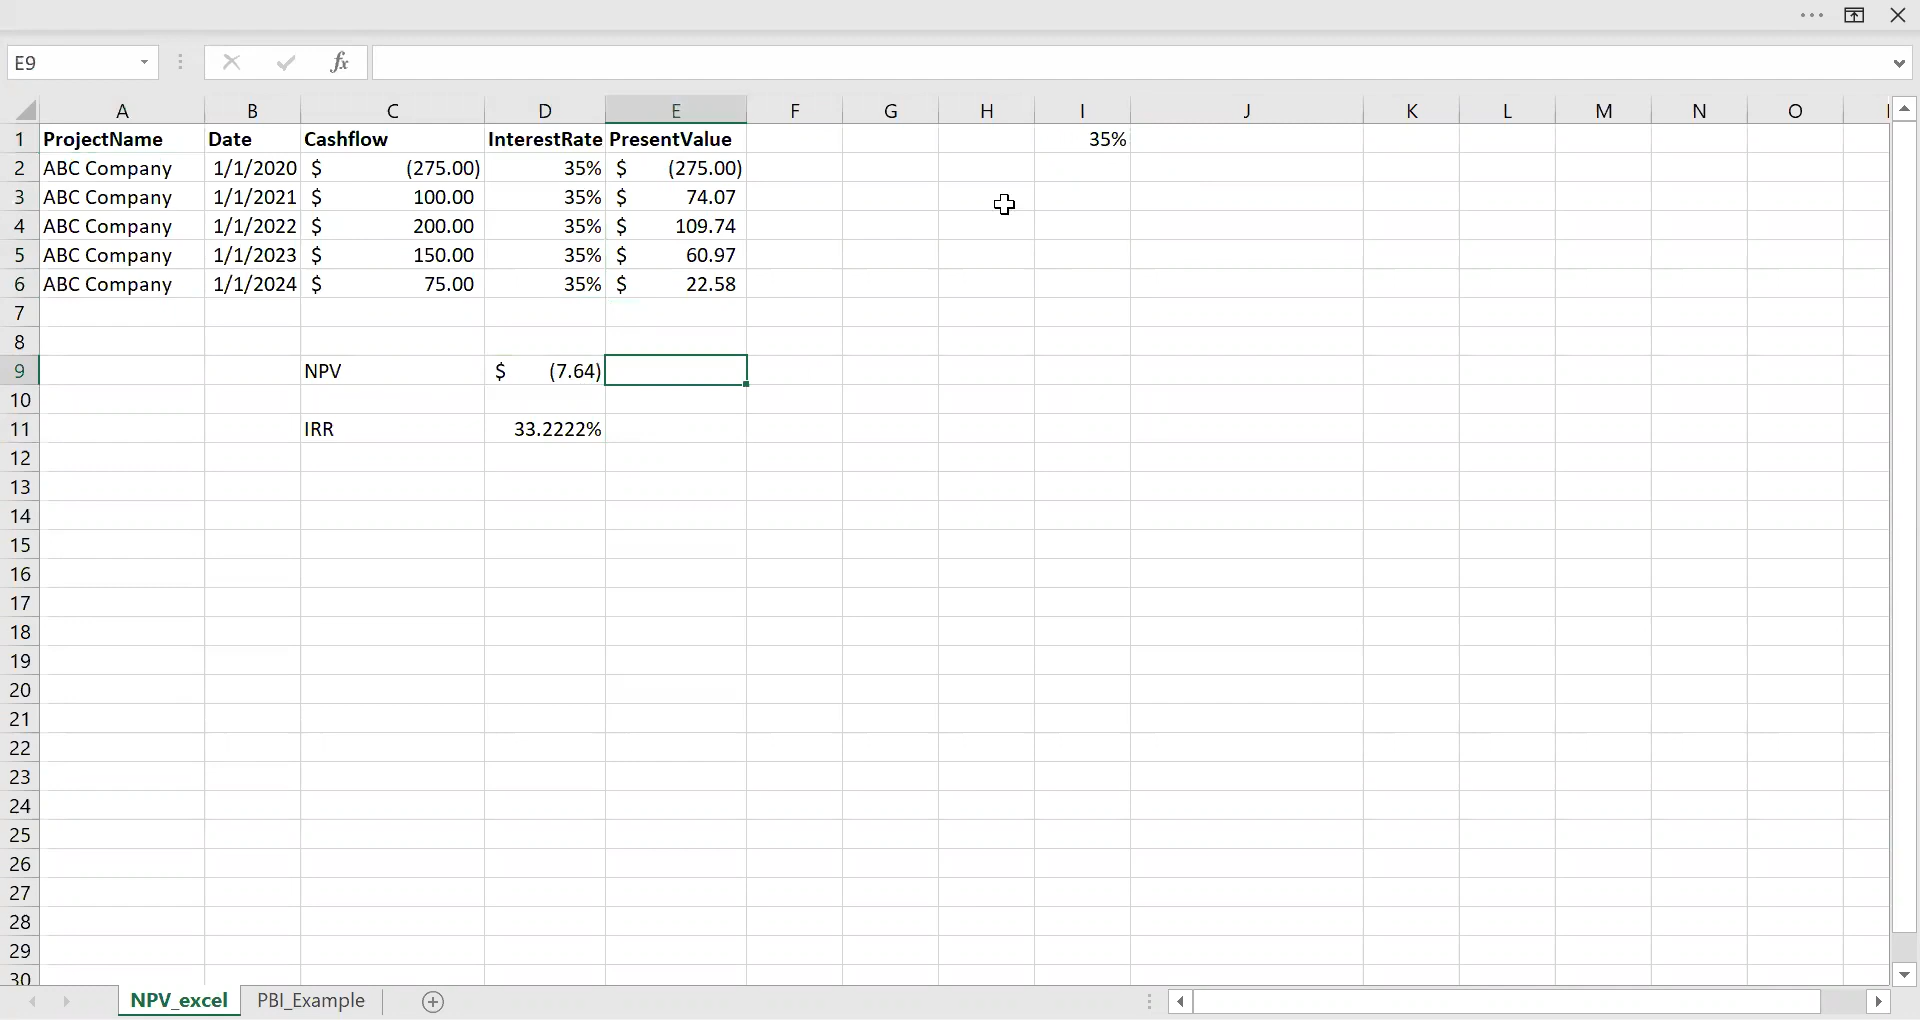 E9 fx
A B C D E F G H I J K L M N O
1 ProjectName Date Cashflow InterestRate PresentValue 35%
2 ABC Company 1/1/2020 $ (275.00) 35% $ (275.00)
3 ABC Company 1/1/2021 $ 100.00 35% $ 74.07
4 ABC Company 1/1/2022 $ 200.00 35% $ 109.74
5 ABC Company 1/1/2023 $ 150.00 35% $ 60.97
6 ABC Company 1/1/2024 $ 75.00 35% $ 22.58
7
8
9 NPV $ (7.64)
10
11 IRR 33.2222%
12
13
14
15
16
17
18
19
20
21
22
23
24
25
26
27
28
29
30
NPV_excel PBI_Example